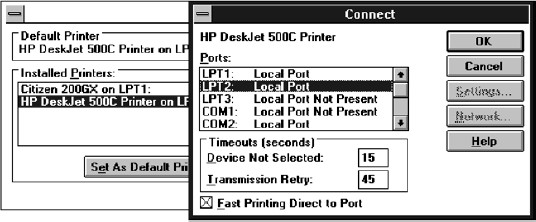 Default Printer
HP DeskJet 500C Printer on LP
Installed Printers:
Citizen 200GX on LPT1:
HP DeskJet 500C Printer on LF
Set As Default Pri
Connect
HP DeskJet 500C Printer
Ports:
LPT1: Local Port
LPT2: Local Port
LPT3: Local Port Not Present
COM1: Local Port Not Present
COM2: Local Port
Timeouts (seconds)
Device Not Selected: 15
Transmission Retry: 45
Fast Printing Direct to Port
OK
Cancel
Settings...
Network...
Help